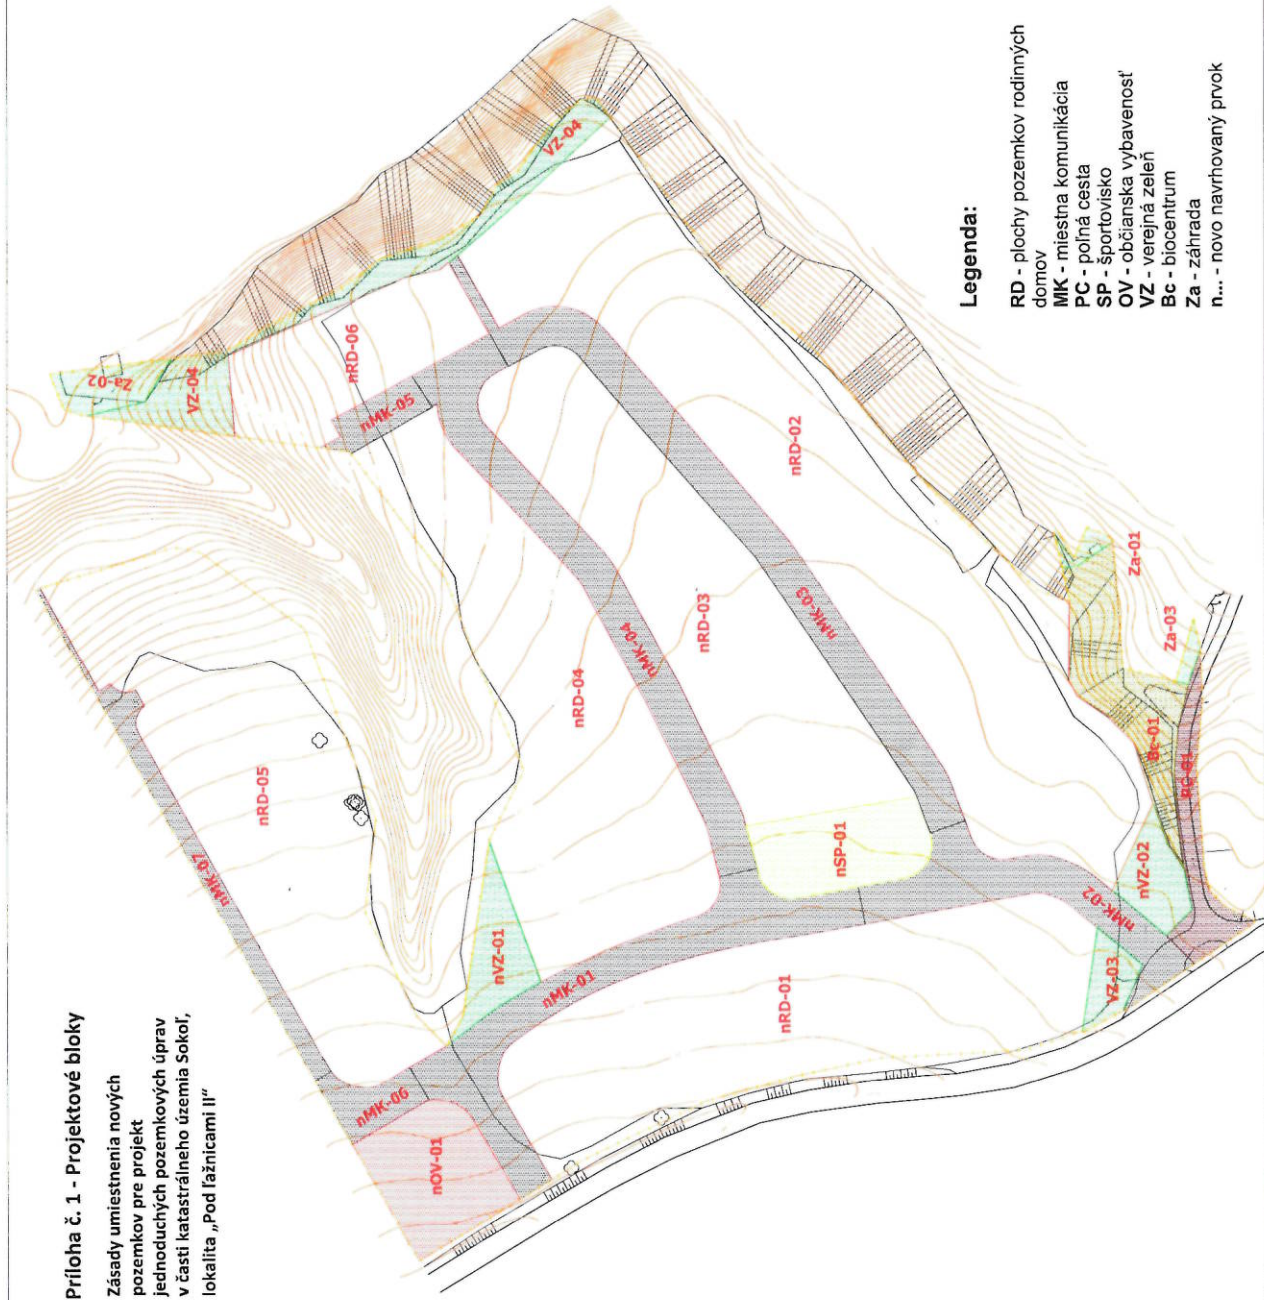 Príloha č. 1 - Projektové bloky
Zásady umiestnenia nových
pozemkov pre projekt
jednoduchých pozemkových úprav
v časti katastrálneho územia Sokoľ,
lokalita „Pod ľažnicami II"
Legenda:
RD - plochy pozemkov rodinných
domov
MK - miestna komunikácia
PC - poľná cesta
SP - športovisko
OV - občianska vybavenosť
VZ - verejná zeleň
Bc - biocentrum
Za - záhrada
n... - novo navrhovaný prvok
Za-02
VZ-04
VZ-04
nRD-06
nMK-05
nRD-02
nRD-03
nMK-03
nMK-04
nRD-04
nRD-05
nMK-07
nVZ-01
nMK-01
nSP-01
nRD-01
nMK-06
nOV-01
nMK-02
nVZ-02
VZ-03
Bc-01
PC-01
Za-01
Za-03